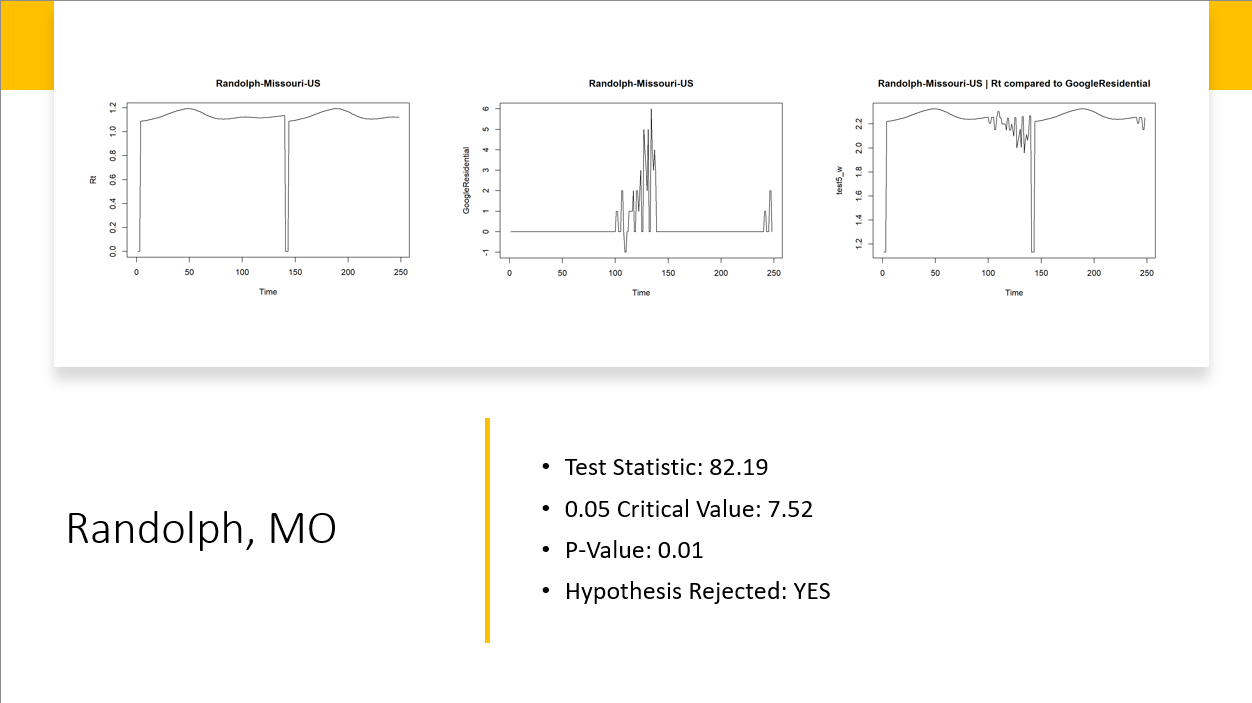 Randolph-Missouri-US
Rt
0.0 0.2 0.4 0.6 0.8 1.0 1.2
0 50 100 150 200 250
Time
Randolph-Missouri-US
GoogleResidential
-1 0 1 2 3 4 5 6
0 50 100 150 200 250
Time
Randolph-Missouri-US | Rt compared to GoogleResidential
test5_w
1.2 1.4 1.6 1.8 2.0 2.2
0 50 100 150 200 250
Time
Randolph, MO
• Test Statistic: 82.19
• 0.05 Critical Value: 7.52
• P-Value: 0.01
• Hypothesis Rejected: YES